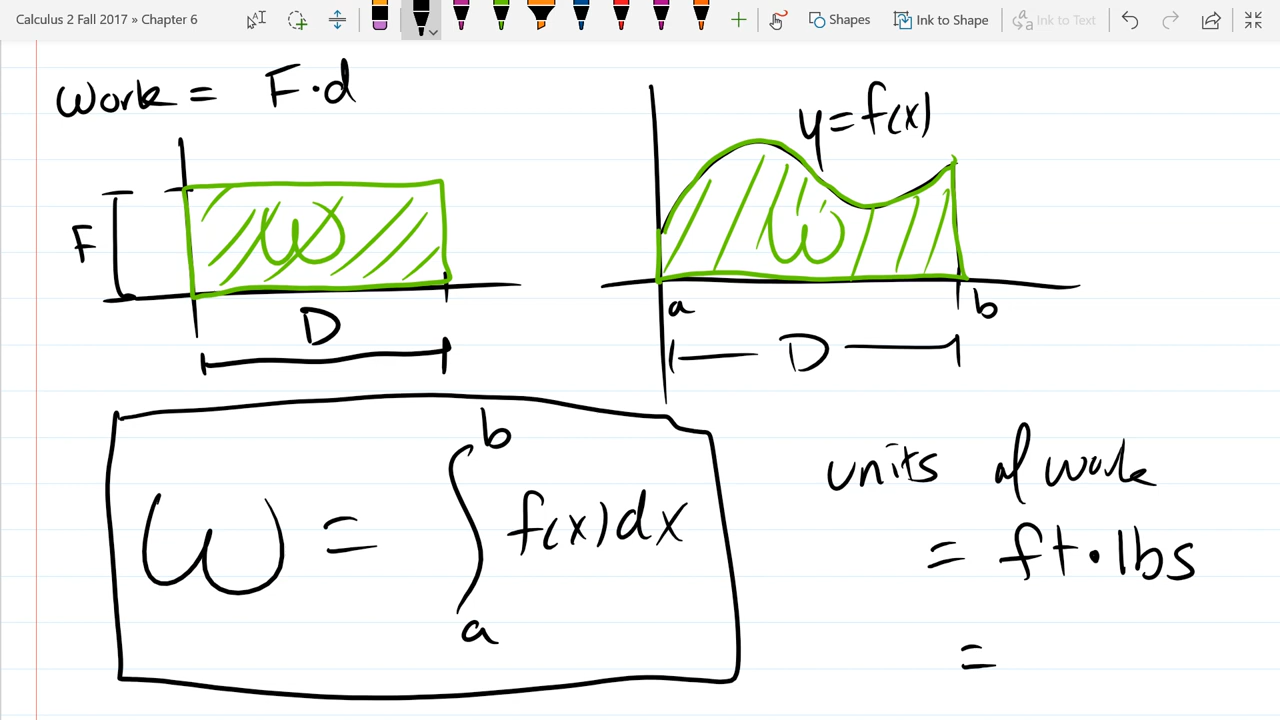 Calculus 2 Fall 2017 » Chapter 6
Shapes
Ink to Shape
Ink to Text
Work = F·d
F
W
D
y=f(x)
W
a
b
D
W = ∫ₐᵇ f(x)dx
units of work
= ft·lbs
=